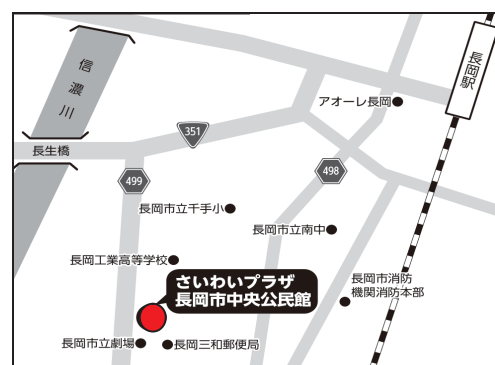 信濃川
長岡駅
アオーレ長岡
351
長生橋
499
498
長岡市立千手小
長岡市立南中
長岡工業高等学校
さいわいプラザ
長岡市中央公民館
長岡市消防
機関消防本部
長岡市立劇場
長岡三和郵便局